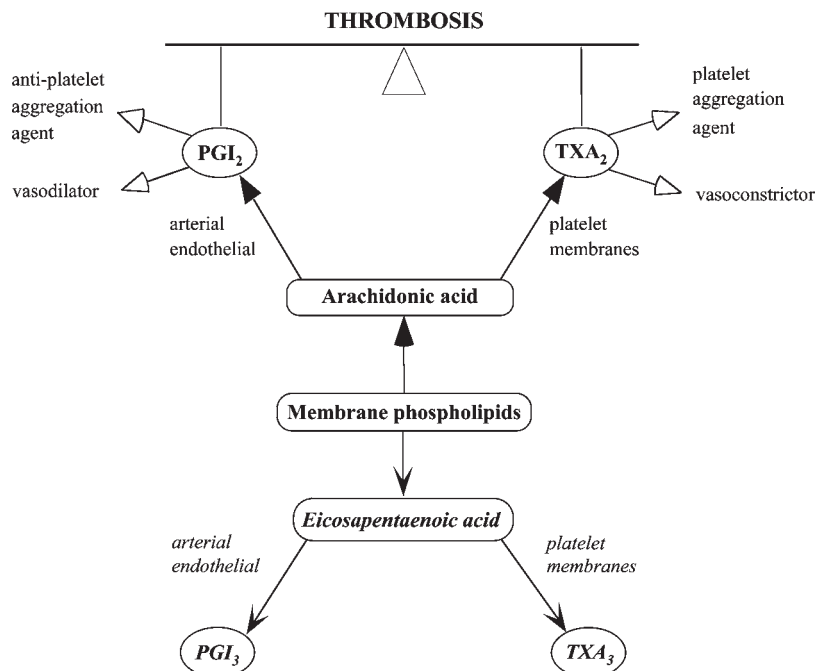 THROMBOSIS
anti-platelet
aggregation
agent
platelet
aggregation
agent
PGI₂
TXA₂
vasodilator
vasoconstrictor
arterial
endothelial
platelet
membranes
Arachidonic acid
Membrane phospholipids
Eicosapentaenoic acid
arterial
endothelial
platelet
membranes
PGI₃
TXA₃